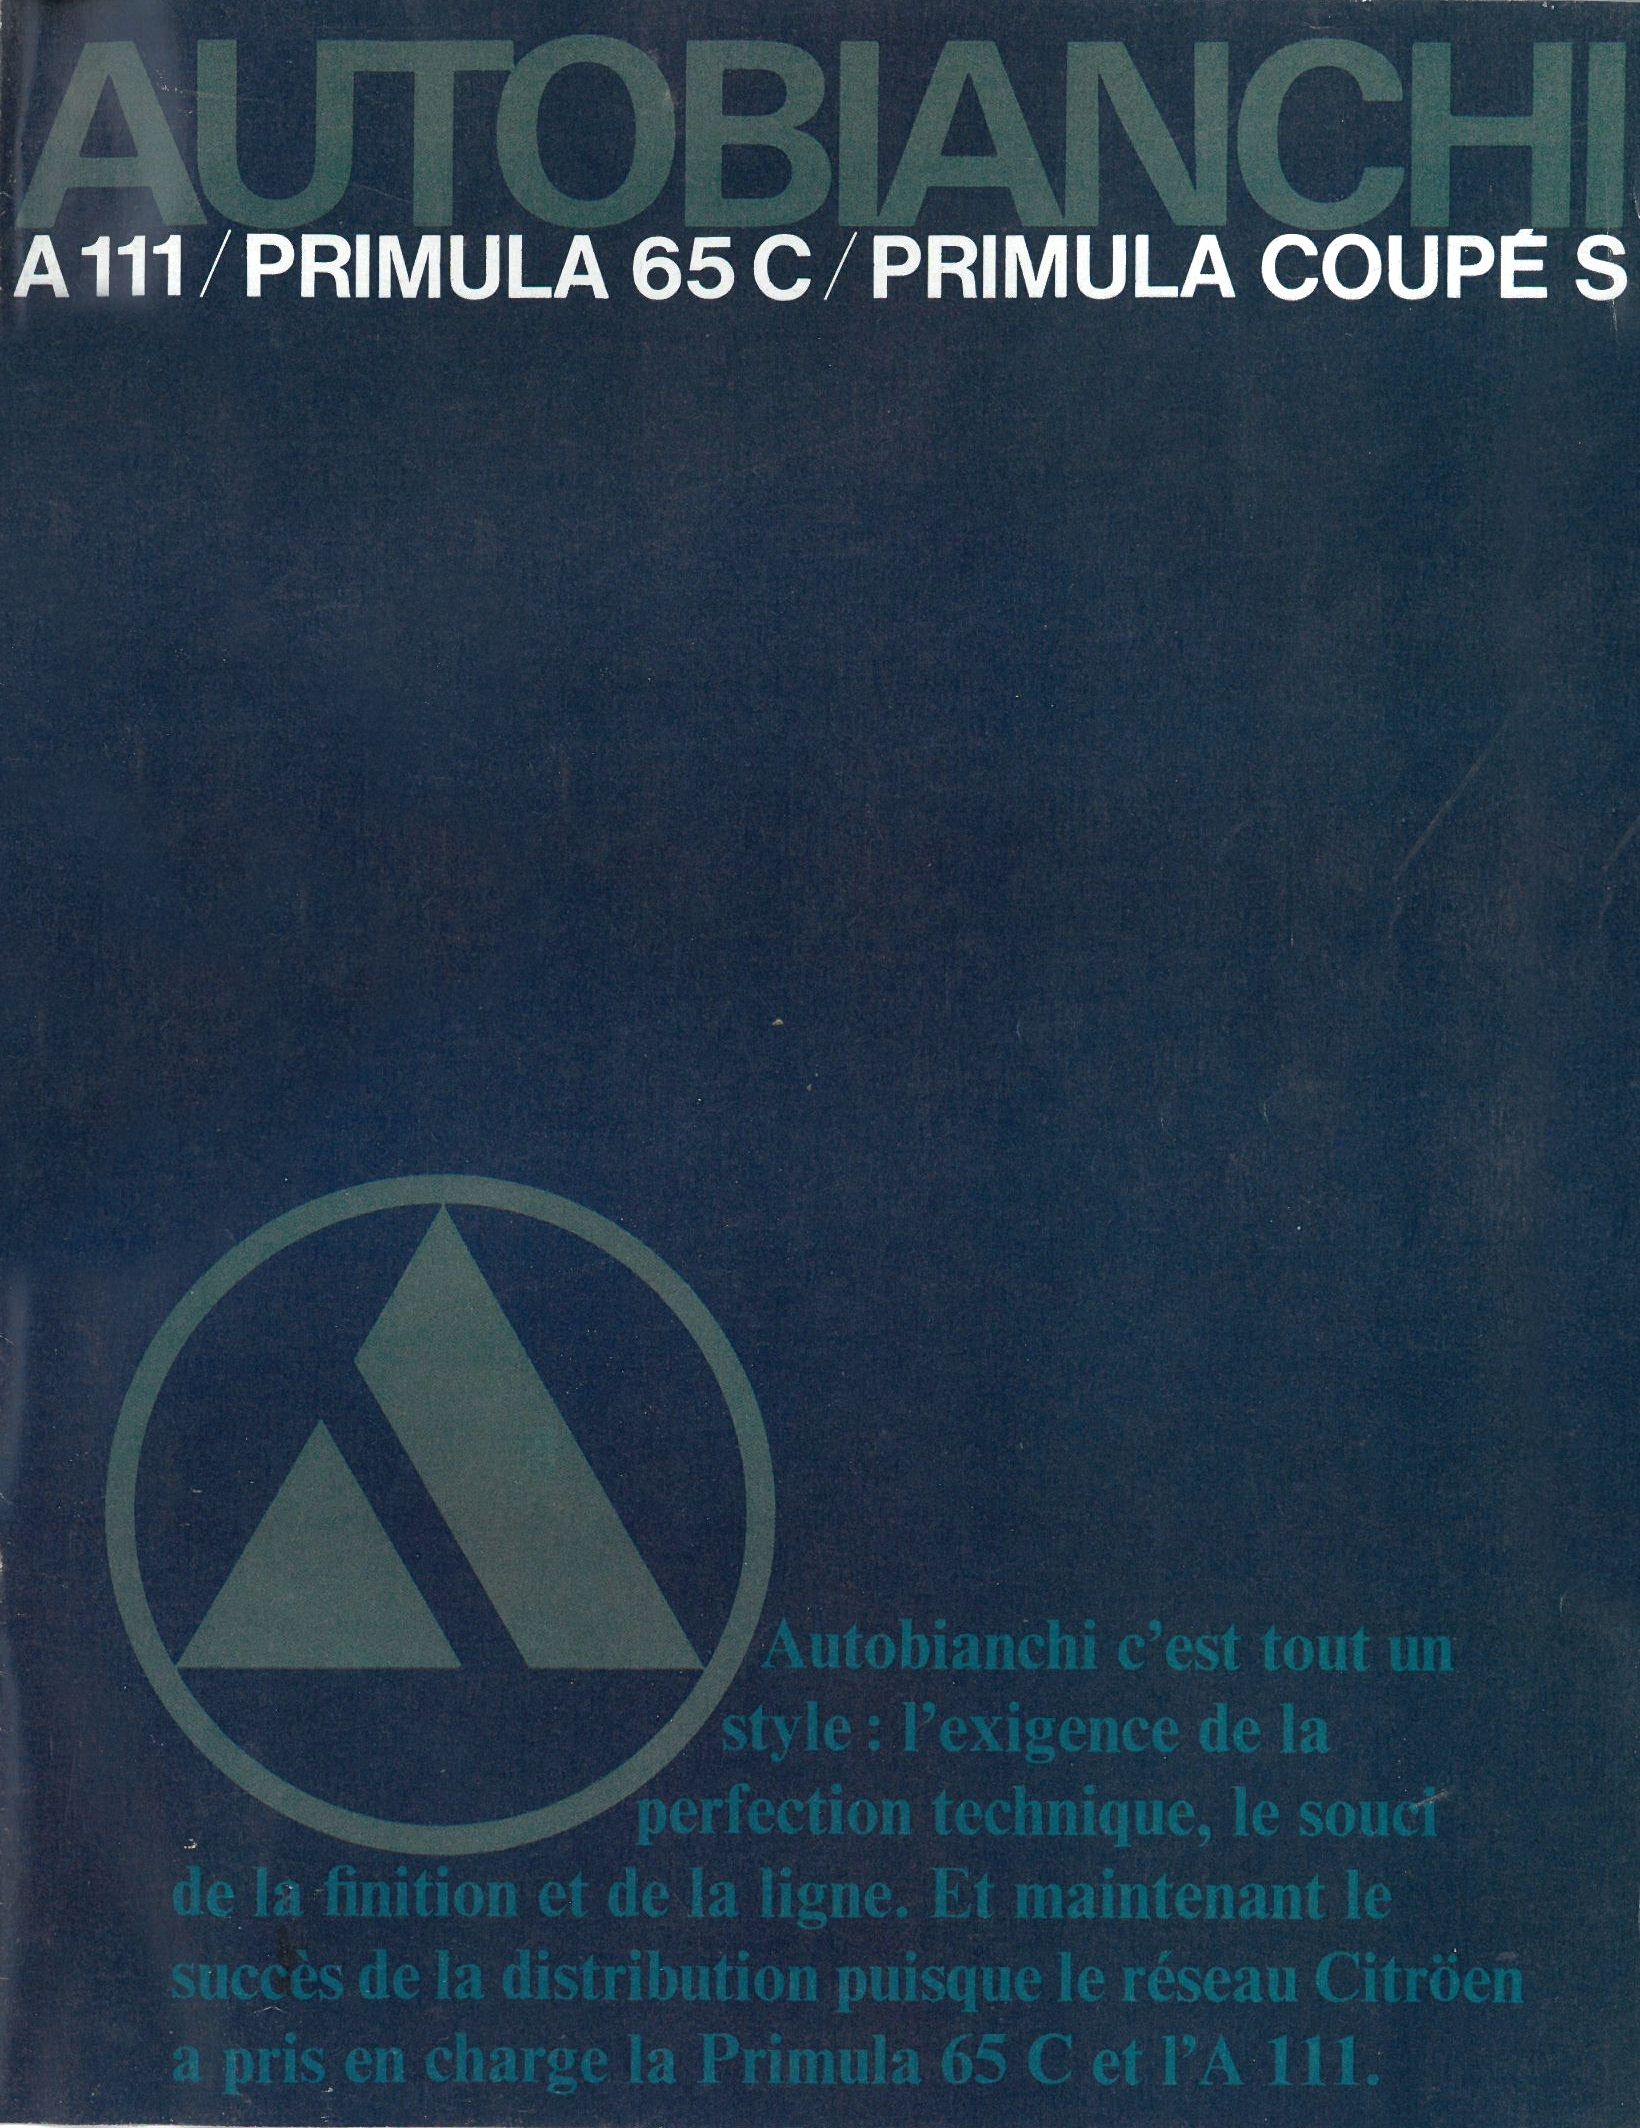 AUTOBIANCHI
A 111 / PRIMULA 65 C / PRIMULA COUPÉ S
Autobianchi c'est tout un
style : l'exigence de la
perfection technique, le souci
de la finition et de la ligne. Et maintenant le
succès de la distribution puisque le réseau Citröen
a pris en charge la Primula 65 C et l'A 111.